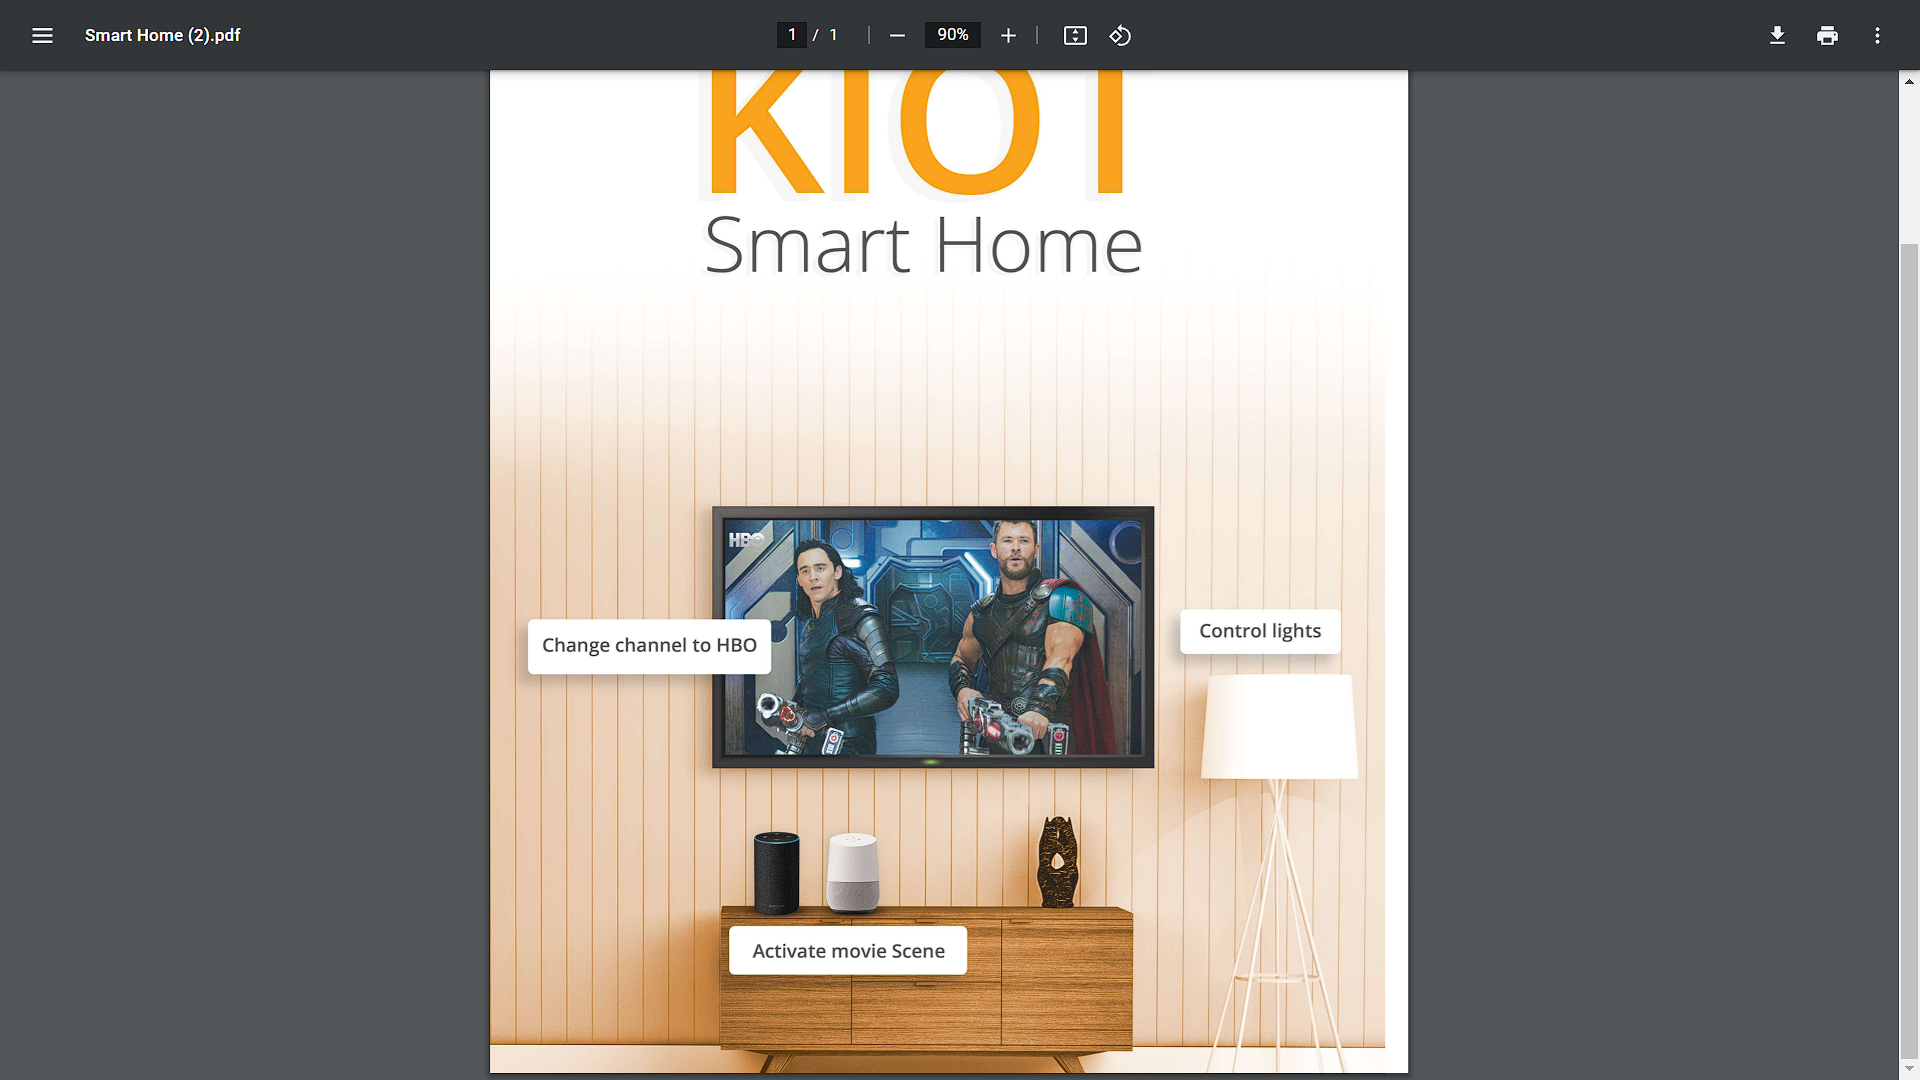 Smart Home (2).pdf
1 / 1
90%
KIOT
Smart Home
HBO
Change channel to HBO
Control lights
Activate movie Scene